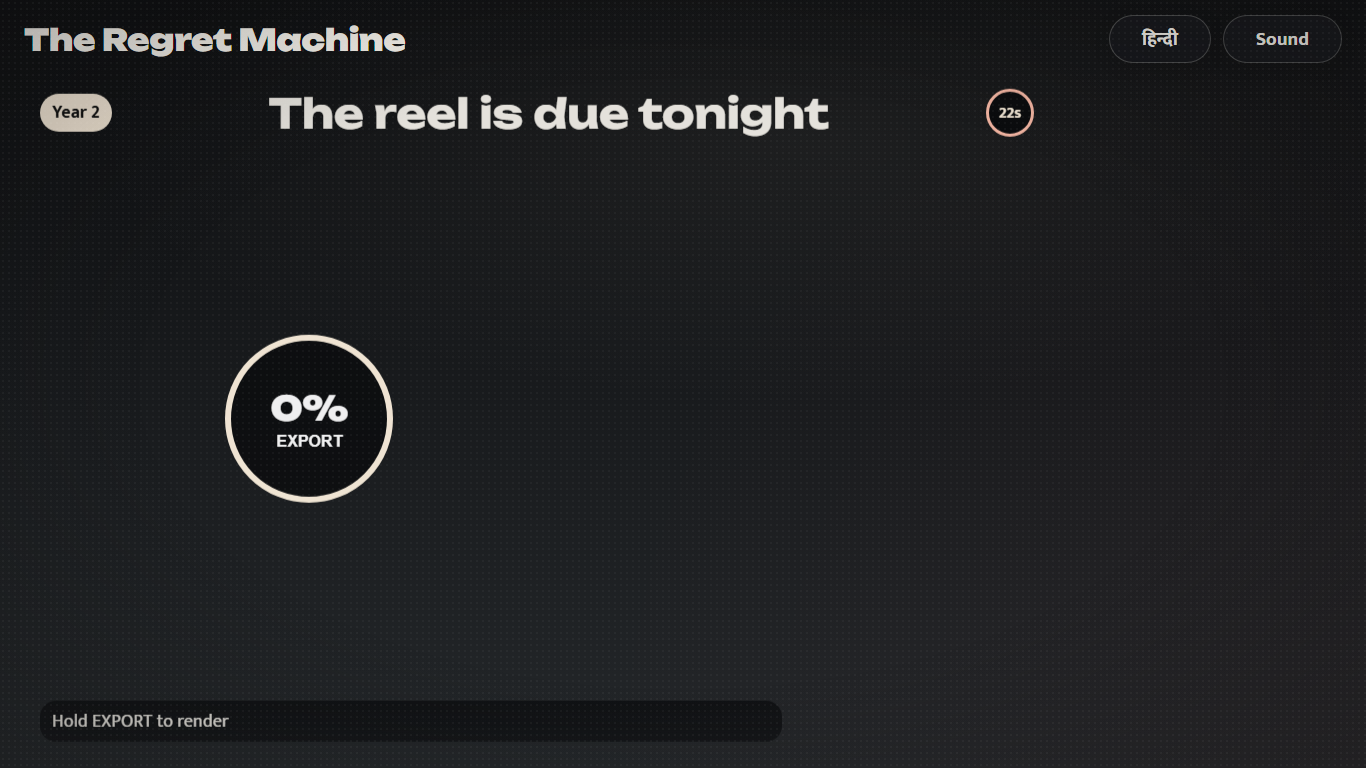 The Regret Machine
हिन्दी
Sound
Year 2
The reel is due tonight
22s
0%
EXPORT
Hold EXPORT to render